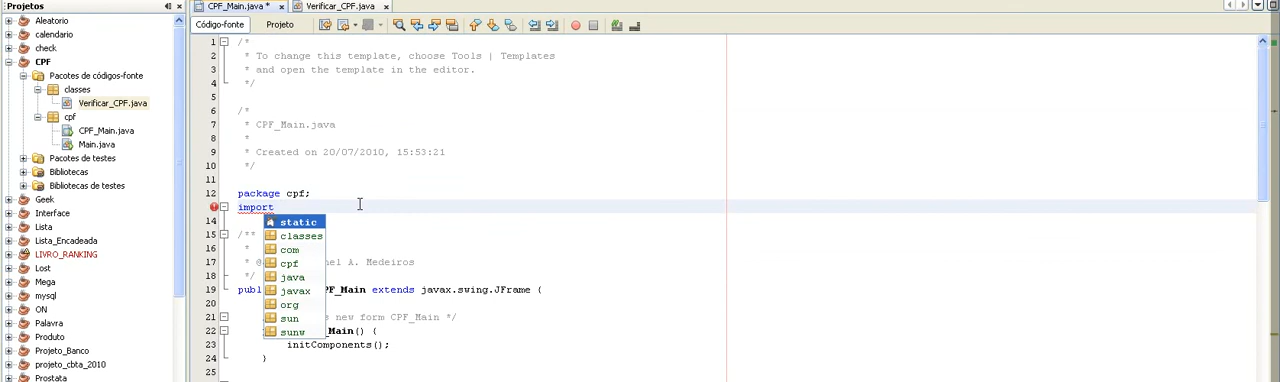 Projetos
CPF_Main.java *
Verificar_CPF.java
Aleatorio
calendario
check
CPF
Pacotes de códigos-fonte
classes
Verificar_CPF.java
cpf
CPF_Main.java
Main.java
Pacotes de testes
Bibliotecas
Bibliotecas de testes
Geek
Interface
Lista
Lista_Encadeada
LIVRO_RANKING
Lost
Mega
mysql
ON
Palavra
Produto
Projeto_Banco
projeto_cbta_2010
Prostata
Código-fonte
Projeto
1 /*
2 * To change this template, choose Tools | Templates
3 * and open the template in the editor.
4 */
5
6 /*
7 * CPF_Main.java
8 *
9 * Created on 20/07/2010, 15:53:21
10 */
11
12 package cpf;
import
14
15 /**
16 *
17 * @ el A. Medeiros
18 */
19 publ PF_Main extends javax.swing.JFrame {
20
21 s new form CPF_Main */
22 _Main() {
23 initComponents();
24 }
25
static
classes
com
cpf
java
javax
org
sun
sunw